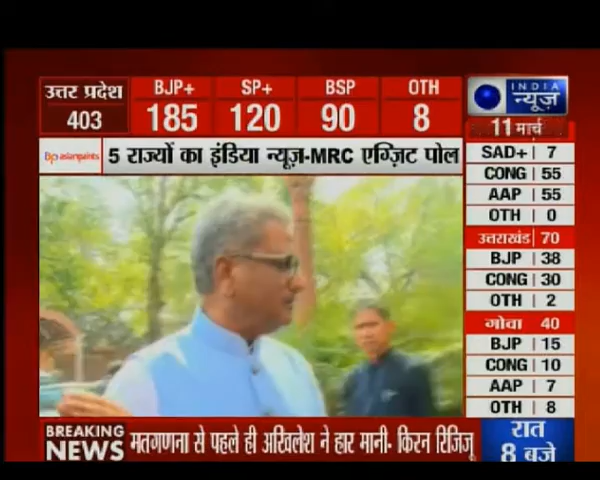 उत्तर प्रदेश
403
BJP+ SP+ BSP OTH
185 120 90 8
INDIA
न्यूज़
11 मार्च
asianpaints
5 राज्यों का इंडिया न्यूज़-MRC एग्ज़िट पोल
SAD+ 7
CONG 55
AAP 55
OTH 0
उत्तराखंड 70
BJP 38
CONG 30
OTH 2
गोवा 40
BJP 15
CONG 10
AAP 7
OTH 8
BREAKING
NEWS
मतगणना से पहले ही अखिलेश ने हार मानी- किरन रिजिजू
रात
8 बजे